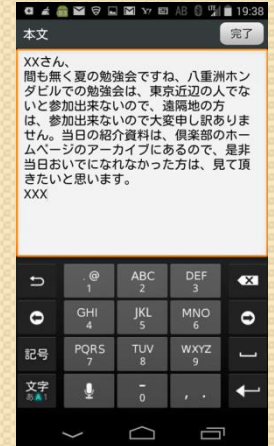 19:38
本文
完了
XXさん、
間も無く夏の勉強会ですね、八重洲ホン
ダビルでの勉強会は、東京近辺の人でな
いと参加出来ないので、遠隔地の方
は、参加出来ないので大変申し訳ありま
せん。当日の紹介資料は、倶楽部のホー
ムページのアーカイブにあるので、是非
当日おいでになれなかった方は、見て頂
きたいと思います。
XXX
. @ ABC DEF
1 2 3
GHI JKL MNO
4 5 6
記号 PQRS TUV WXYZ
7 8 9
文字 - , .
あA1 0